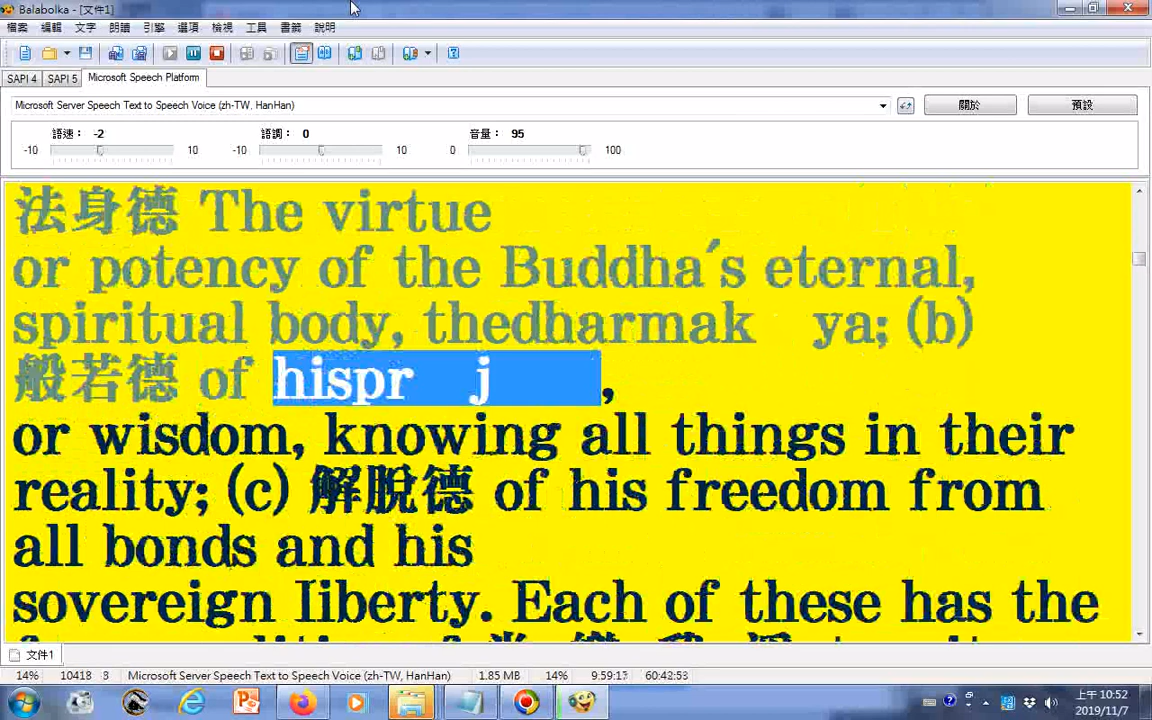 Balabolka - [文件1]
檔案 編輯 文字 朗讀 引擎 選項 檢視 工具 書籤 說明
SAPI 4 SAPI 5 Microsoft Speech Platform
Microsoft Server Speech Text to Speech Voice (zh-TW, HanHan) 關於 預設
語速： -2 語調： 0 音量： 95
-10 10 -10 10 0 100
法身德 The virtue
or potency of the Buddha's eternal,
spiritual body, thedharmak ya; (b)
般若德 of hispr j ,
or wisdom, knowing all things in their
reality; (c) 解脫德 of his freedom from
all bonds and his
sovereign Iiberty. Each of these has the
文件1
14% 10418 8 Microsoft Server Speech Text to Speech Voice (zh-TW, HanHan) 1.85 MB 14% 9:59:13 60:42:53
上午 10:52
2019/11/7